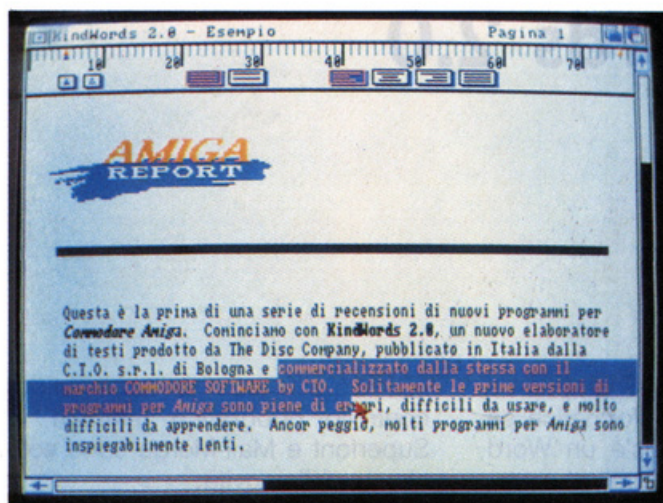 KindWords 2.0 - Esempio Pagina 1
10 20 30 40 60 70
AMIGA
REPORT
Questa è la prima di una serie di recensioni di nuovi programmi per
Commodore Amiga. Cominciamo con KindWords 2.0, un nuovo elaboratore
di testi prodotto da The Disc Company, pubblicato in Italia dalla
C.T.O. s.r.l. di Bologna e commercializzato dalla stessa con il
marchio COMMODORE SOFTWARE by CTO. Solitamente le prime versioni di
programmi per Amiga sono piene di errori, difficili da usare, e molto
difficili da apprendere. Ancor peggio, molti programmi per Amiga sono
inspiegabilmente lenti.